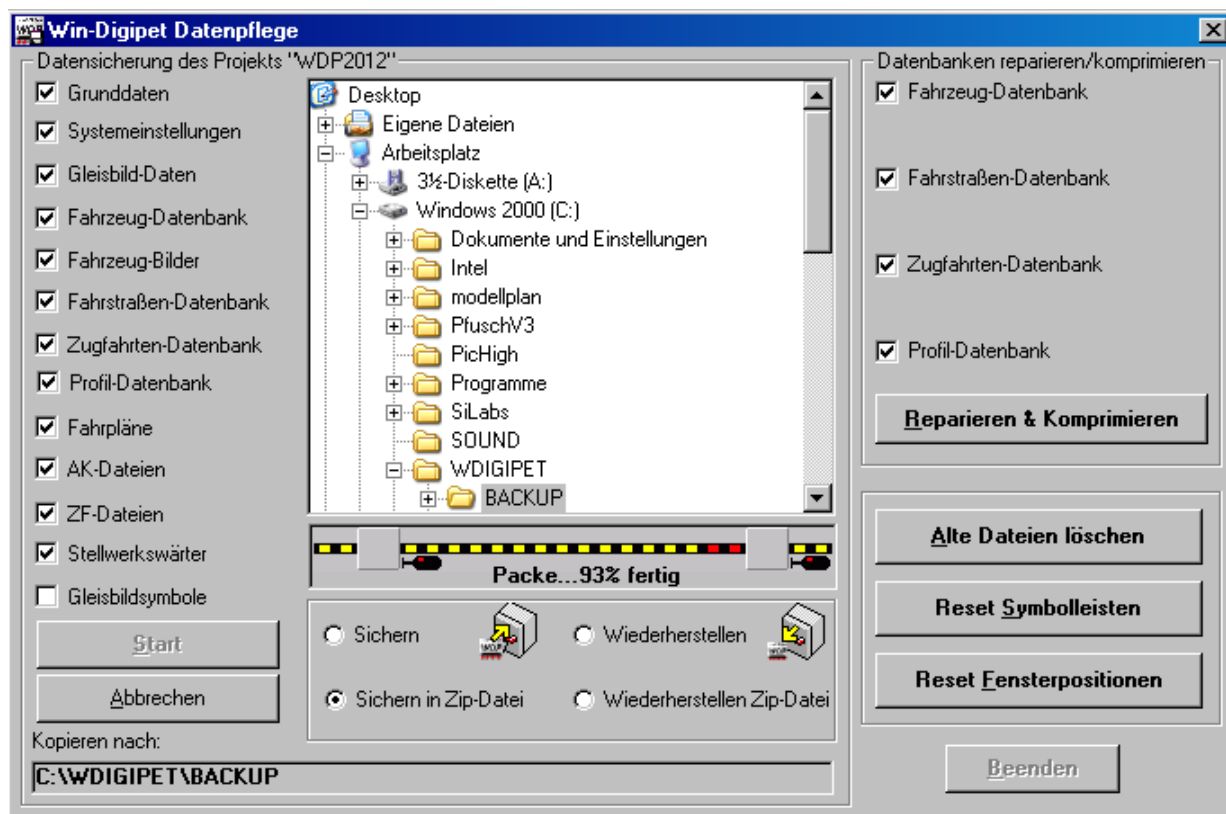 Win-Digipet Datenpflege
Datensicherung des Projekts "WDP2012"
Grunddaten
Systemeinstellungen
Gleisbild-Daten
Fahrzeug-Datenbank
Fahrzeug-Bilder
Fahrstraßen-Datenbank
Zugfahrten-Datenbank
Profil-Datenbank
Fahrpläne
AK-Dateien
ZF-Dateien
Stellwerkswärter
Gleisbildsymbole
Start
Abbrechen
Desktop
Eigene Dateien
Arbeitsplatz
3½-Diskette (A:)
Windows 2000 (C:)
Dokumente und Einstellungen
Intel
modellplan
PfuschV3
PicHigh
Programme
SiLabs
SOUND
WDIGIPET
BACKUP
Packe...93% fertig
Sichern
Wiederherstellen
Sichern in Zip-Datei
Wiederherstellen Zip-Datei
Kopieren nach:
C:\WDIGIPET\BACKUP
Datenbanken reparieren/komprimieren
Fahrzeug-Datenbank
Fahrstraßen-Datenbank
Zugfahrten-Datenbank
Profil-Datenbank
Reparieren & Komprimieren
Alte Dateien löschen
Reset Symbolleisten
Reset Fensterpositionen
Beenden